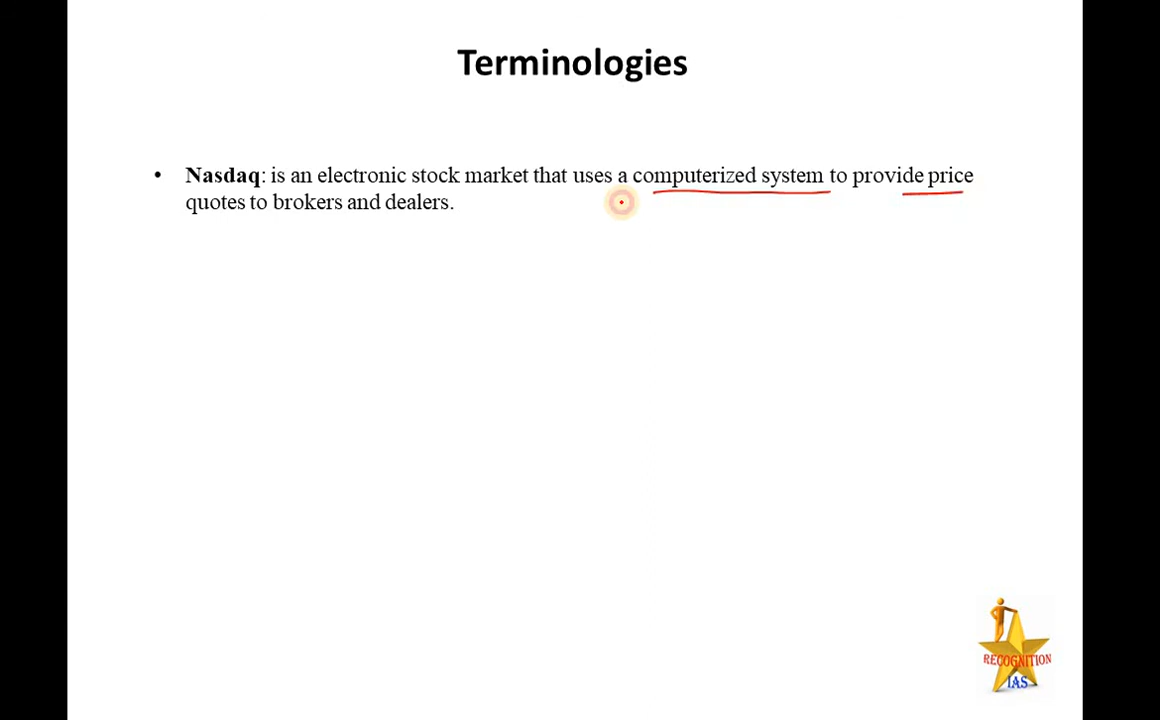 Terminologies
• Nasdaq: is an electronic stock market that uses a computerized system to provide price
quotes to brokers and dealers.
RECOGNITION
IAS